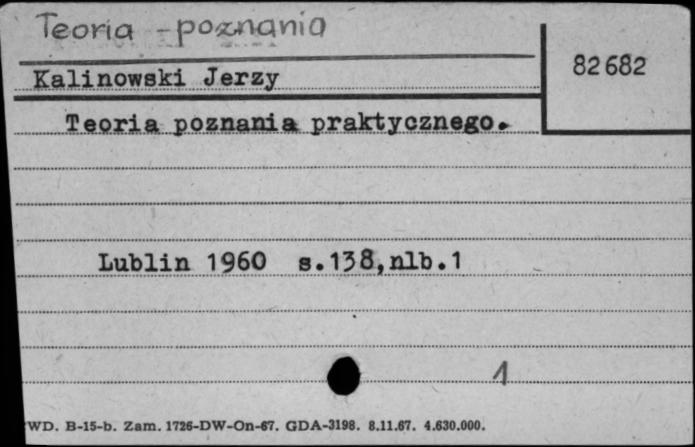 Teoria - poznania
82682
Kalinowski Jerzy
Teoria poznania praktycznego.
Lublin 1960 s.138,nlb.1
1
WD. B-15-b. Zam. 1726-DW-On-67. GDA-3198. 8.11.67. 4.630.000.